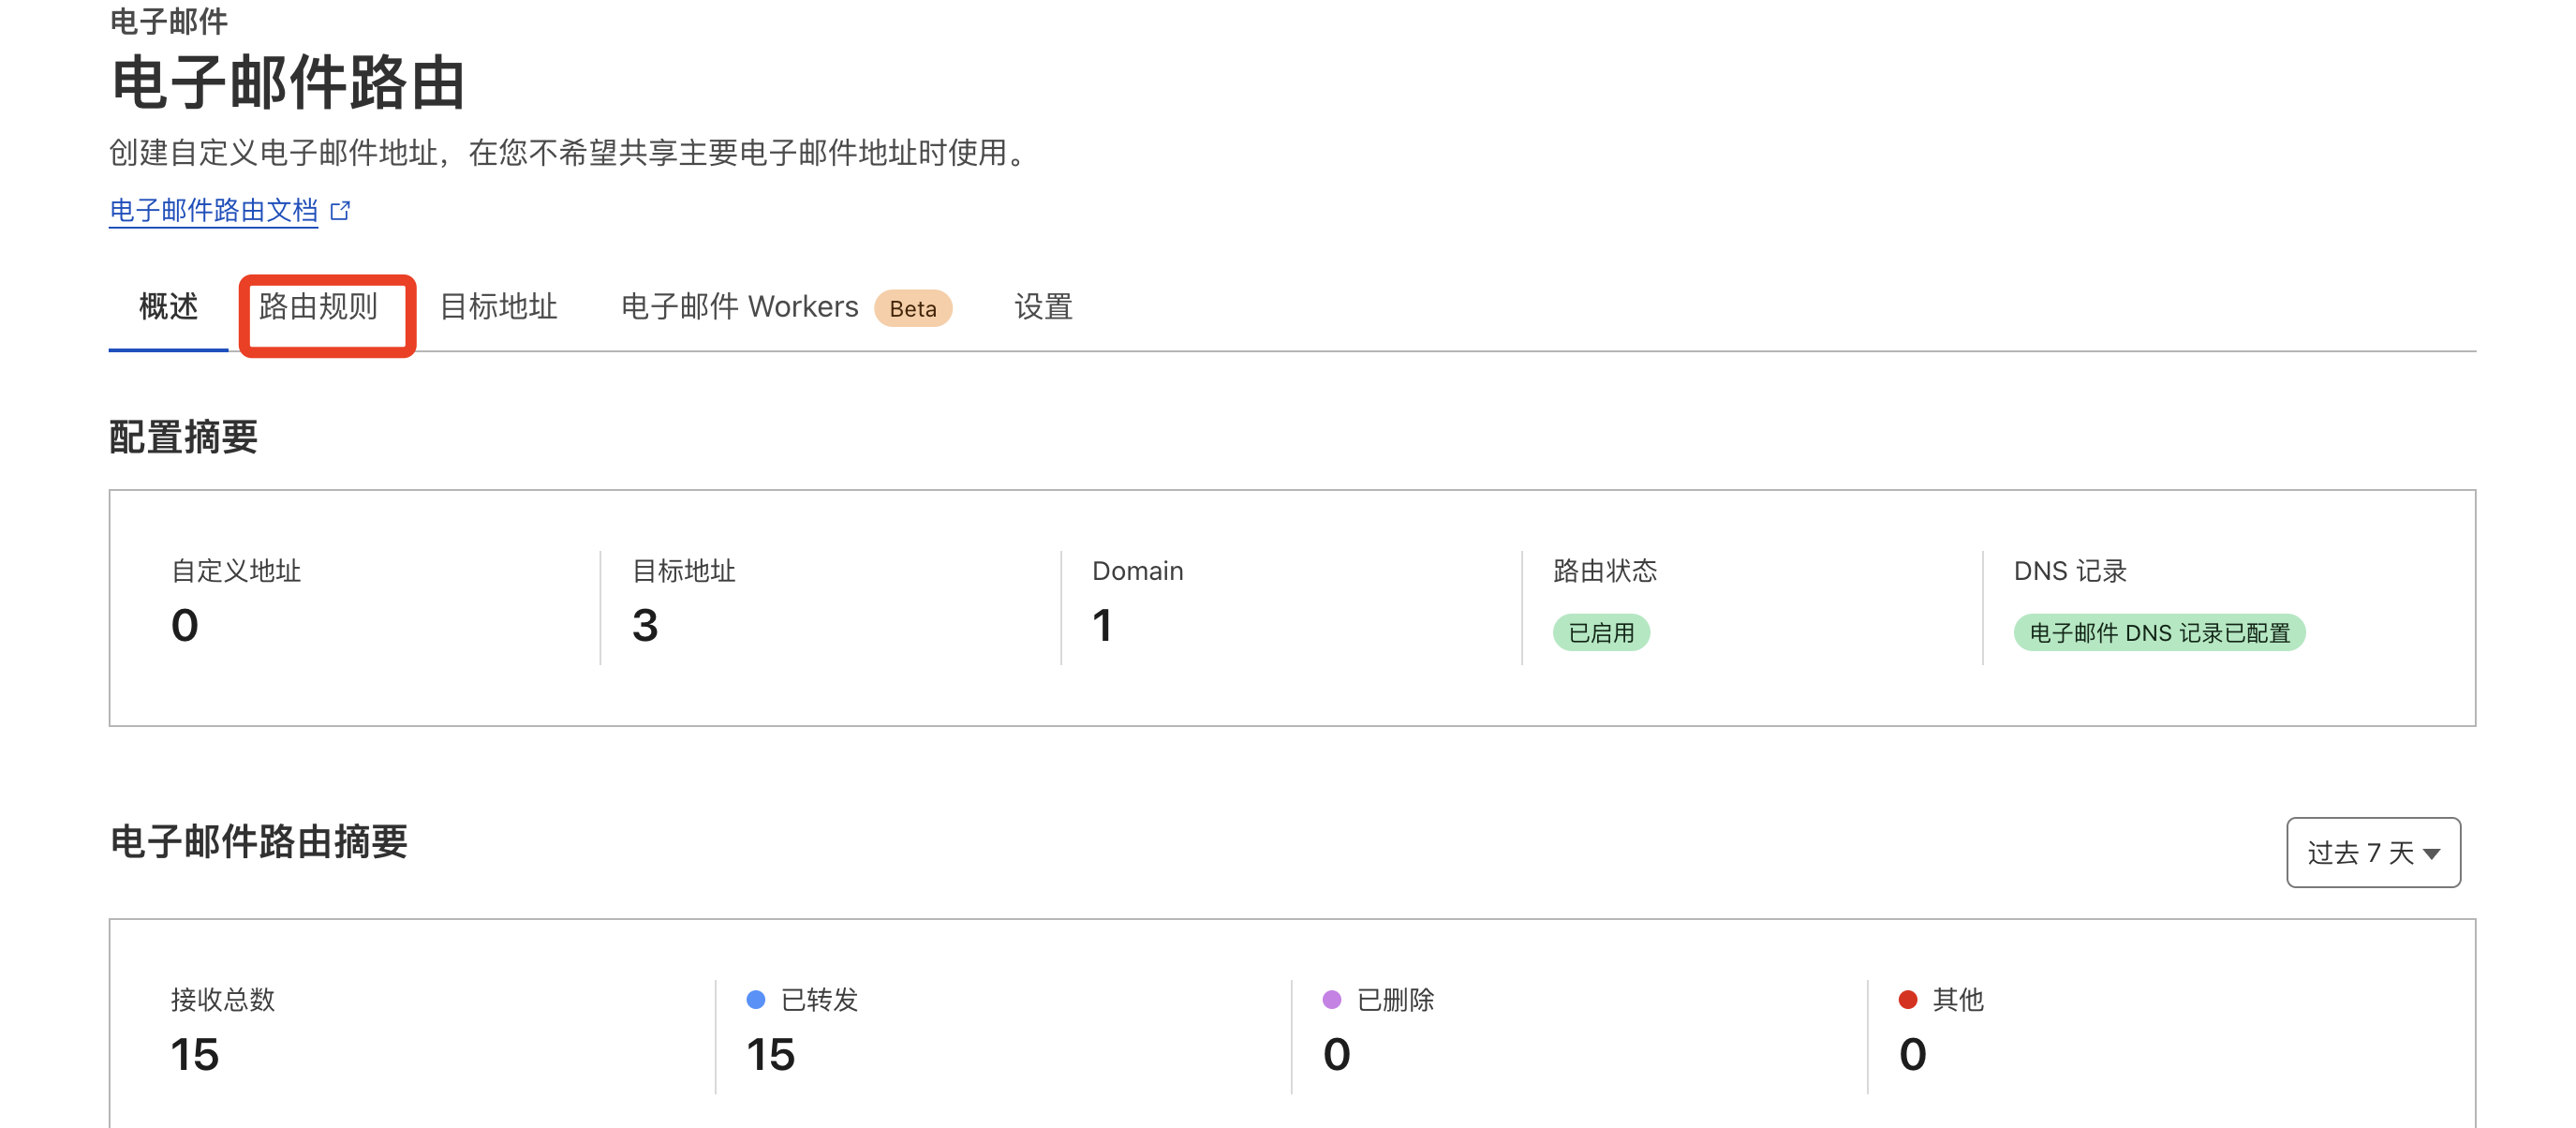 电子邮件
电子邮件路由
创建自定义电子邮件地址，在您不希望共享主要电子邮件地址时使用。
电子邮件路由文档
概述 路由规则 目标地址 电子邮件 Workers Beta 设置
配置摘要
自定义地址 目标地址 Domain 路由状态 DNS 记录
0 3 1 已启用 电子邮件 DNS 记录已配置
电子邮件路由摘要
过去 7 天
接收总数 已转发 已删除 其他
15 15 0 0